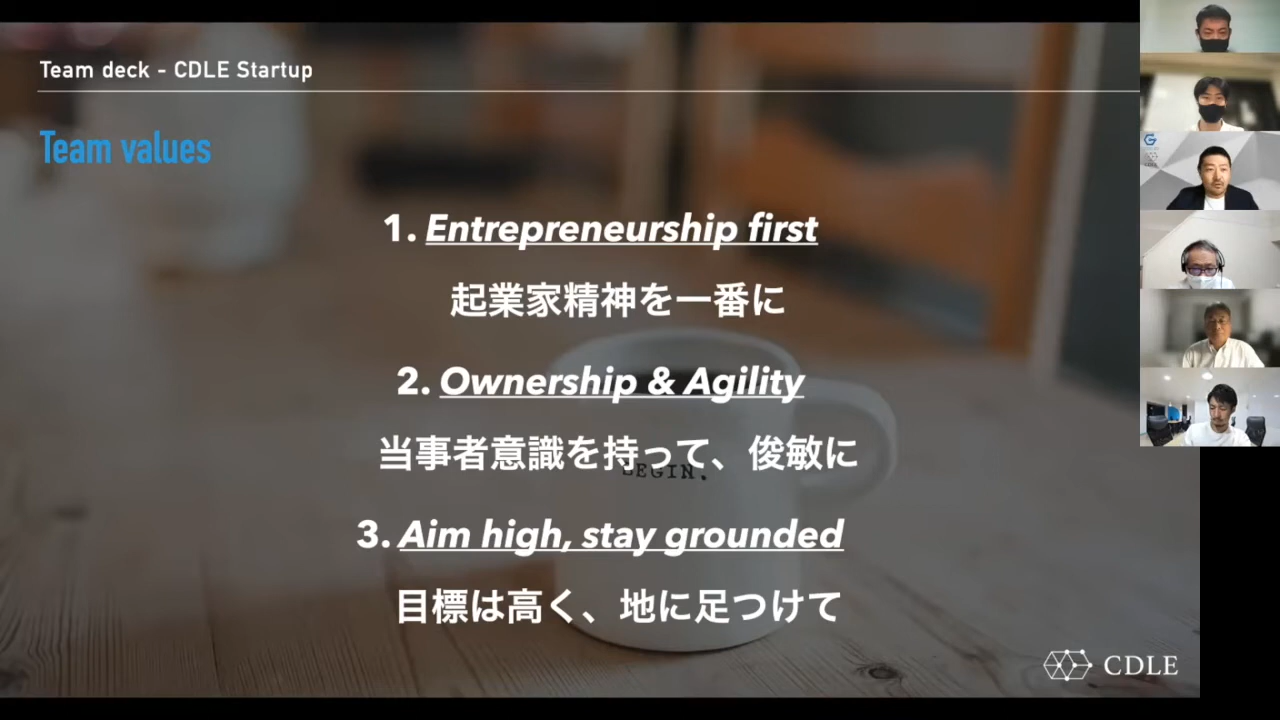 Team deck - CDLE Startup
Team values
1. Entrepreneurship first
起業家精神を一番に
2. Ownership & Agility
当事者意識を持って、俊敏に
BEGIN.
3. Aim high, stay grounded
目標は高く、地に足つけて
CDLE